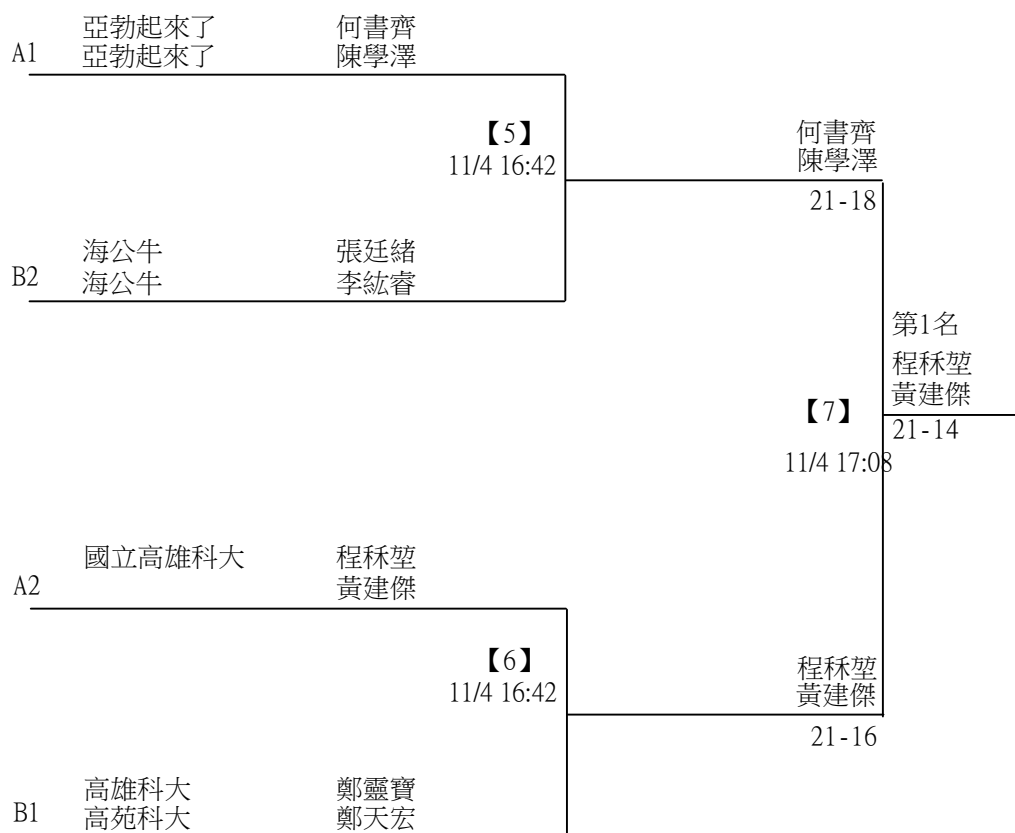 亞勃起來了 何書齊
A1 亞勃起來了 陳學澤
【5】
11/4 16:42
何書齊
陳學澤
21-18
海公牛 張廷緒
B2 海公牛 李紘睿
第1名
程秝堃
黃建傑
21-14
【7】
11/4 17:08
國立高雄科大 程秝堃
A2 黃建傑
【6】
11/4 16:42
程秝堃
黃建傑
21-16
高雄科大 鄭靈寶
B1 高苑科大 鄭天宏